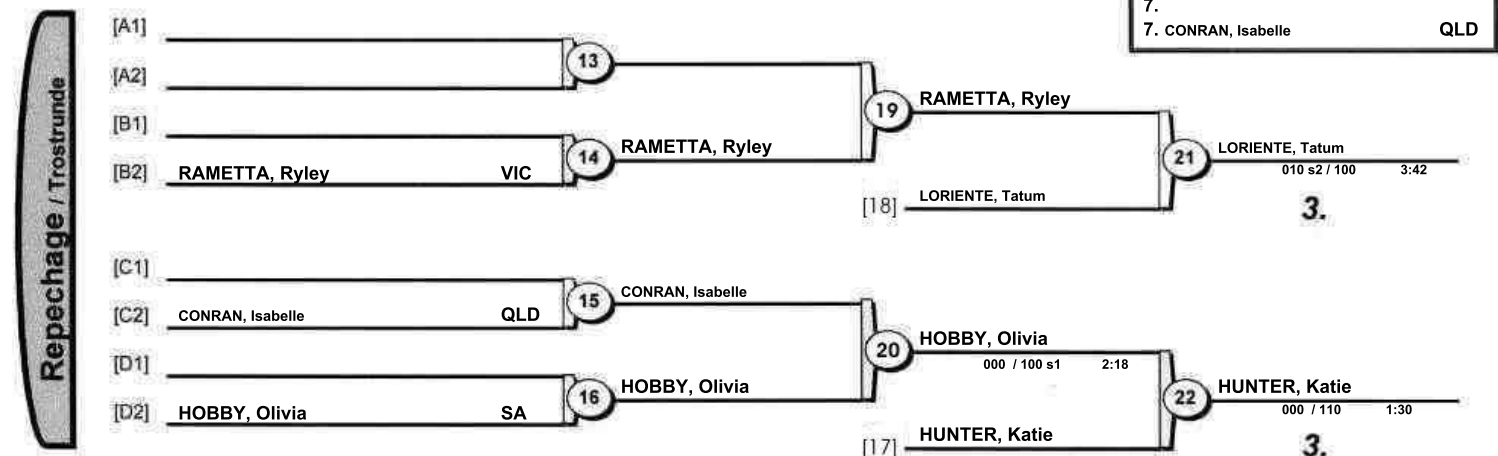 7.
7. CONRAN, Isabelle QLD
Repechage / Trostrunde
[A1]
[A2]
13
[B1]
[B2] RAMETTA, Ryley VIC
14 RAMETTA, Ryley
19 RAMETTA, Ryley
[18] LORIENTE, Tatum
21 LORIENTE, Tatum
010 s2 / 100 3:42
3.
[C1]
[C2] CONRAN, Isabelle QLD
15 CONRAN, Isabelle
[D1]
[D2] HOBBY, Olivia SA
16 HOBBY, Olivia
20 HOBBY, Olivia
000 / 100 s1 2:18
[17] HUNTER, Katie
22 HUNTER, Katie
000 / 110 1:30
3.